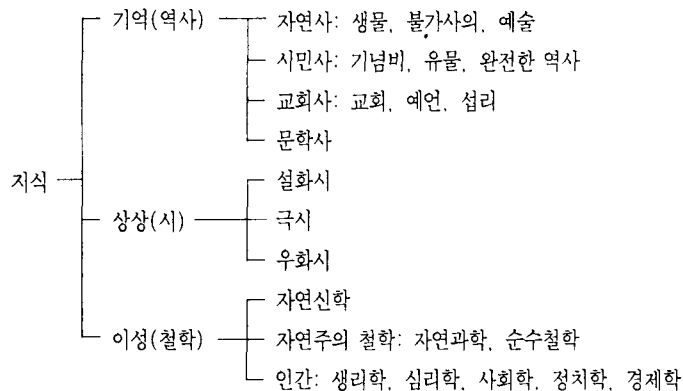 기억(역사)
자연사: 생물, 불가사의, 예술
시민사: 기념비, 유물, 완전한 역사
교회사: 교회, 예언, 섭리
문학사
지식
설화시
상상(시)
극시
우화시
자연신학
이성(철학)
자연주의 철학: 자연과학, 순수철학
인간: 생리학, 심리학, 사회학, 정치학, 경제학